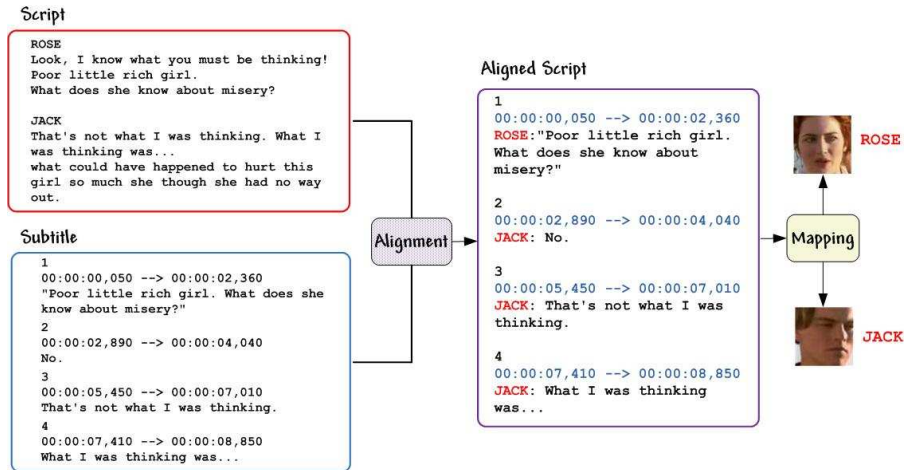 Script
ROSE
Look, I know what you must be thinking!
Poor little rich girl.
What does she know about misery?
JACK
That's not what I was thinking. What I
was thinking was...
what could have happened to hurt this
girl so much she though she had no way
out.
Subtitle
1
00:00:00,050 --> 00:00:02,360
"Poor little rich girl. What does she
know about misery?"
2
00:00:02,890 --> 00:00:04,040
No.
3
00:00:05,450 --> 00:00:07,010
That's not what I was thinking.
4
00:00:07,410 --> 00:00:08,850
What I was thinking was...
Alignment
Aligned Script
1
00:00:00,050 --> 00:00:02,360
ROSE:"Poor little rich girl.
What does she know about
misery?"
2
00:00:02,890 --> 00:00:04,040
JACK: No.
3
00:00:05,450 --> 00:00:07,010
JACK: That's not what I was
thinking.
4
00:00:07,410 --> 00:00:08,850
JACK: What I was thinking
was...
Mapping
ROSE
JACK